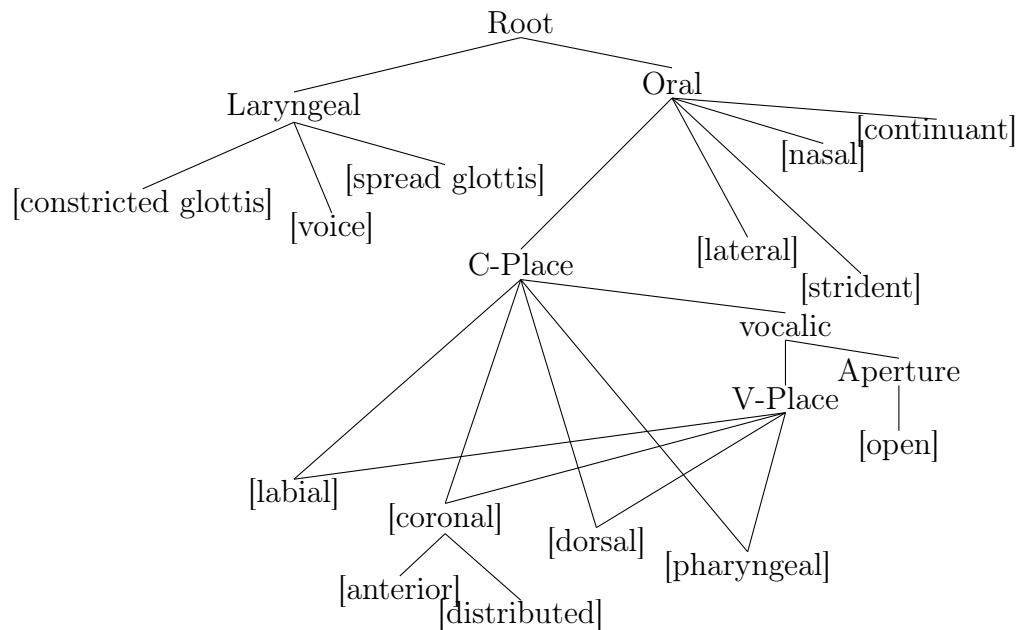 Root
Oral
Laryngeal
[continuant]
[nasal]
[spread glottis]
[constricted glottis]
[voice]
[lateral]
C-Place
[strident]
vocalic
Aperture
V-Place
[open]
[labial]
[coronal]
[dorsal]
[pharyngeal]
[anterior]
[distributed]